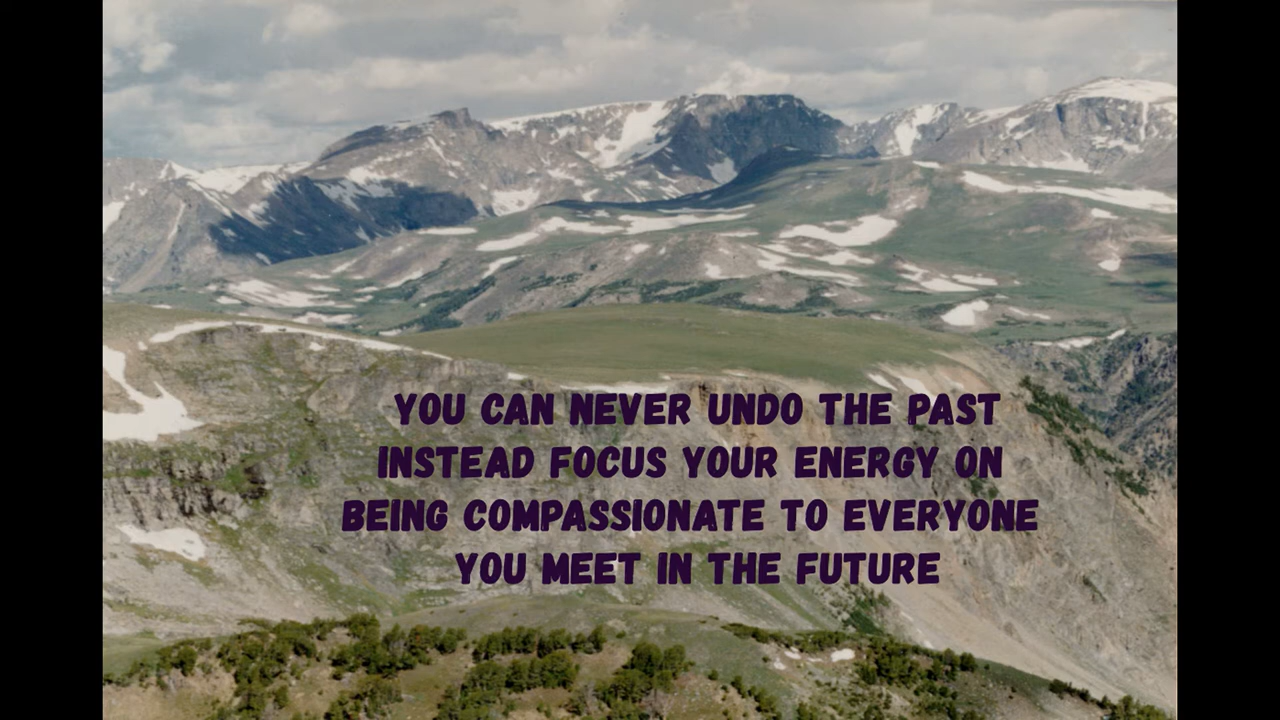 YOU CAN NEVER UNDO THE PAST
INSTEAD FOCUS YOUR ENERGY ON
BEING COMPASSIONATE TO EVERYONE
YOU MEET IN THE FUTURE